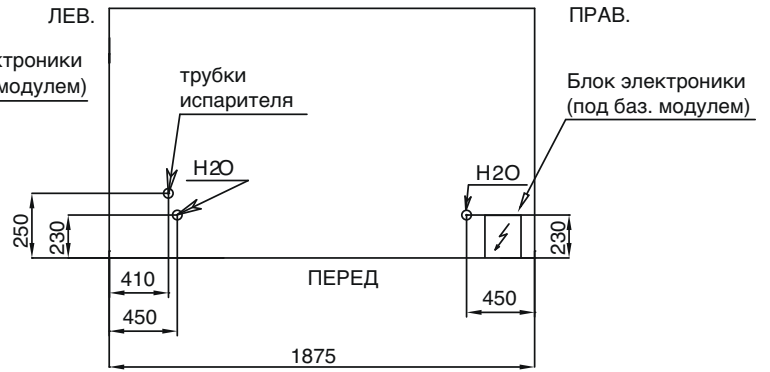 ЛЕВ.
ПРАВ.
модулем)
трубки
испарителя
Блок электроники
(под баз. модулем)
H2O
H2O
250
230
230
410
ПЕРЕД
450
450
1875